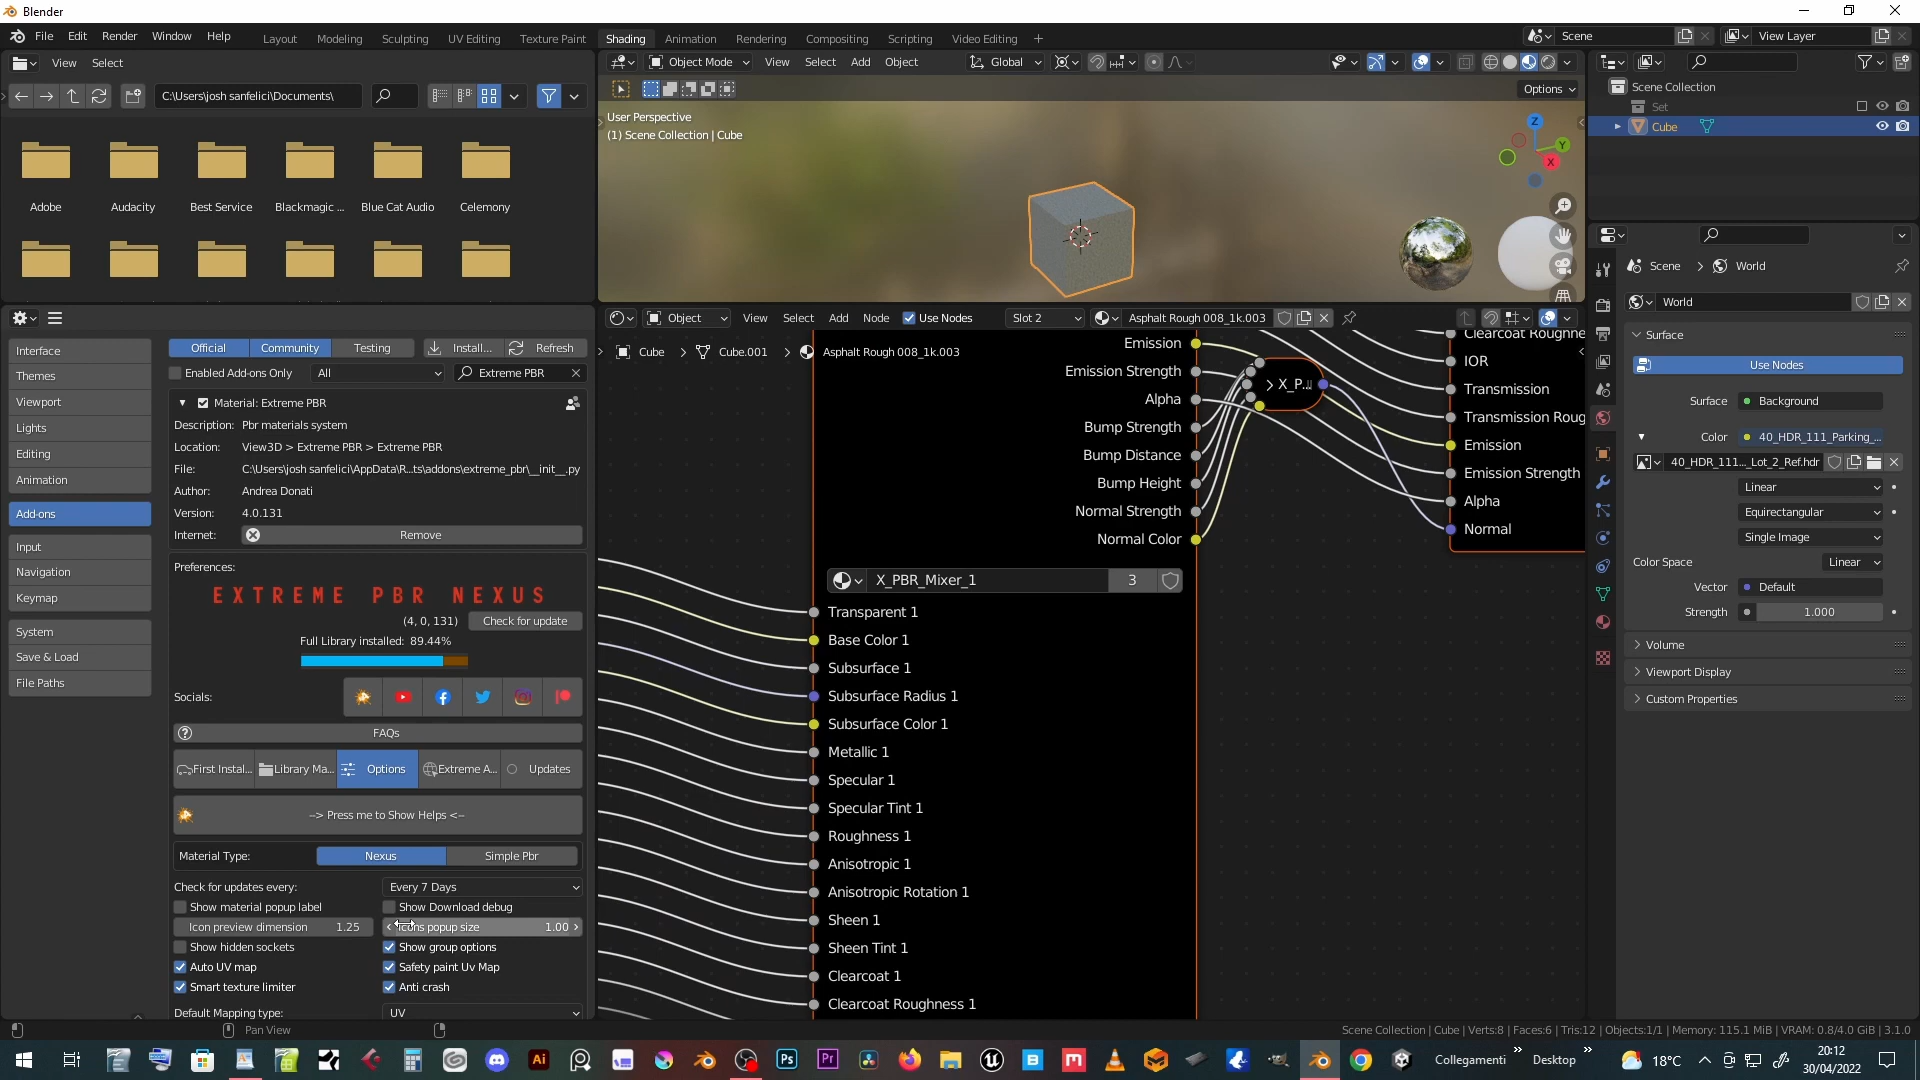 Blender
File Edit Render Window Help
Layout Modeling Sculpting UV Editing Texture Paint Shading Animation Rendering Compositing Scripting Video Editing +
Scene
View Layer
View Select
Object Mode View Select Add Object Global
C:\Users\josh sanfelici\Documents\
Options
Adobe Audacity Best Service Blackmagic ... Blue Cat Audio Celemony
User Perspective
(1) Scene Collection | Cube
Z
Y
X
Scene Collection
Set
Cube
Interface
Themes
Viewport
Lights
Editing
Animation
Add-ons
Input
Navigation
Keymap
System
Save & Load
File Paths
Official Community Testing Install... Refresh
Enabled Add-ons Only All Extreme PBR
Material: Extreme PBR
Description: Pbr materials system
Location: View3D > Extreme PBR > Extreme PBR
File: C:\Users\josh sanfelici\AppData\R...ts\addons\extreme_pbr\__init__.py
Author: Andrea Donati
Version: 4.0.131
Internet: Remove
Preferences:
EXTREME PBR NEXUS
(4, 0, 131) Check for update
Full Library installed: 89.44%
Socials:
FAQs
First Instal... Library Ma... Options Extreme A... Updates
--> Press me to Show Helps <--
Material Type: Nexus Simple Pbr
Check for updates every: Every 7 Days
Show material popup label Show Download debug
Icon preview dimension 1.25 Icons popup size 1.00
Show hidden sockets Show group options
Auto UV map Safety paint Uv Map
Smart texture limiter Anti crash
Default Mapping type: UV
Object View Select Add Node Use Nodes Slot 2 Asphalt Rough 008_1k.003
Cube > Cube.001 > Asphalt Rough 008_1k.003
Emission
Emission Strength
Alpha
Bump Strength
Bump Distance
Bump Height
Normal Strength
Normal Color
X_PBR_Mixer_1 3
Transparent 1
Base Color 1
Subsurface 1
Subsurface Radius 1
Subsurface Color 1
Metallic 1
Specular 1
Specular Tint 1
Roughness 1
Anisotropic 1
Anisotropic Rotation 1
Sheen 1
Sheen Tint 1
Clearcoat 1
Clearcoat Roughness 1
X_P...
Clearcoat Roughne
IOR
Transmission
Transmission Roug
Emission
Emission Strength
Alpha
Normal
Scene > World
World
Surface
Use Nodes
Surface Background
Color 40_HDR_111_Parking_...
40_HDR_111..._Lot_2_Ref.hdr
Linear
Equirectangular
Single Image
Color Space Linear
Vector Default
Strength 1.000
Volume
Viewport Display
Custom Properties
Pan View
Scene Collection | Cube | Verts:8 | Faces:6 | Tris:12 | Objects:1/1 | Memory: 115.1 MiB | VRAM: 0.8/4.0 GiB | 3.1.0
Ai Ps Pr
Collegamenti » Desktop » 18°C
20:12
30/04/2022